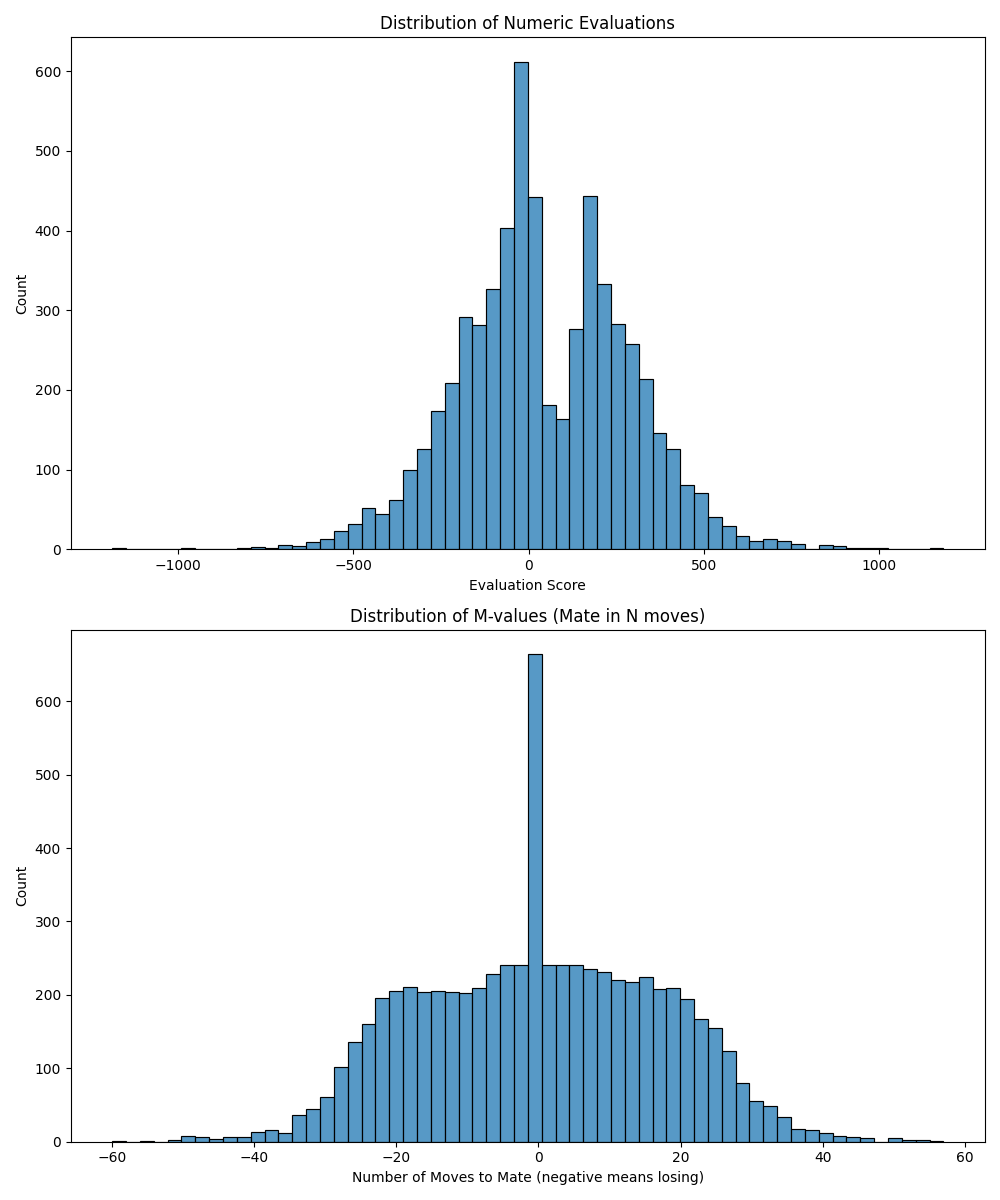 Distribution of Numeric Evaluations
600
500
400
300
200
100
0
Count
−1000 −500 0 500 1000
Evaluation Score
Distribution of M-values (Mate in N moves)
600
500
400
300
200
100
0
Count
−60 −40 −20 0 20 40 60
Number of Moves to Mate (negative means losing)